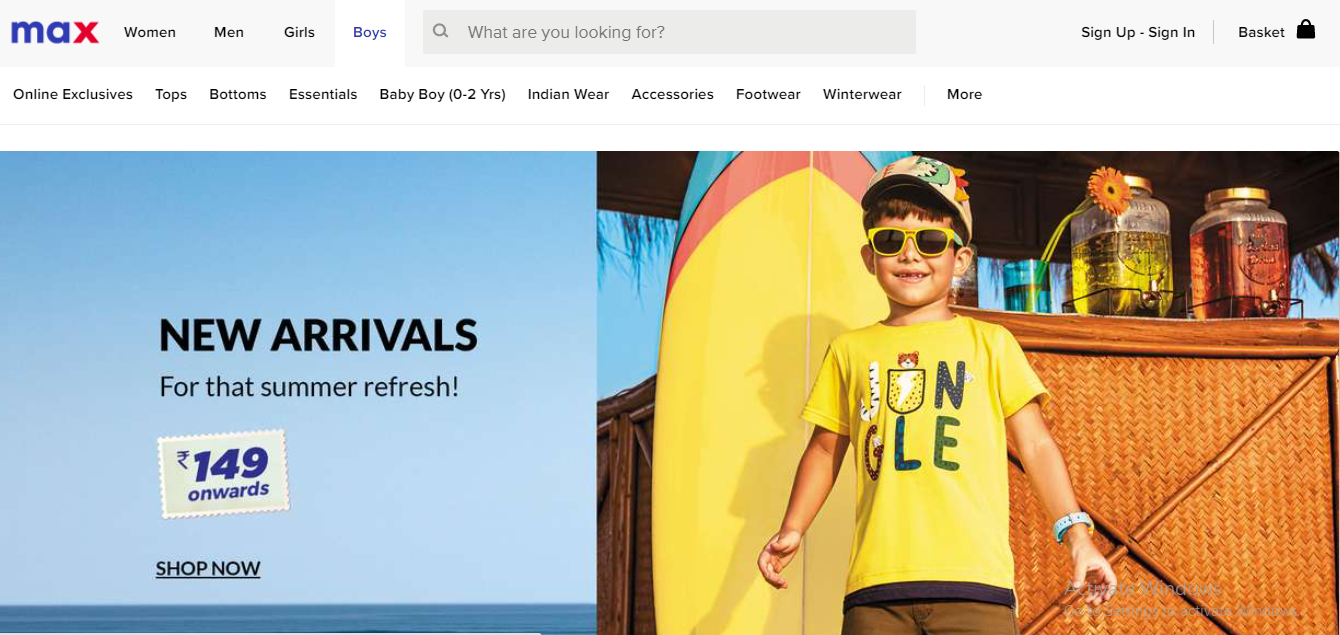 max
Women
Men
Girls
Boys
What are you looking for?
Sign Up - Sign In
Basket
Online Exclusives
Tops
Bottoms
Essentials
Baby Boy (0-2 Yrs)
Indian Wear
Accessories
Footwear
Winterwear
More
NEW ARRIVALS
For that summer refresh!
₹149
onwards
SHOP NOW
JUN
GLE
Activate Windows
Go to Settings to activate Windows.